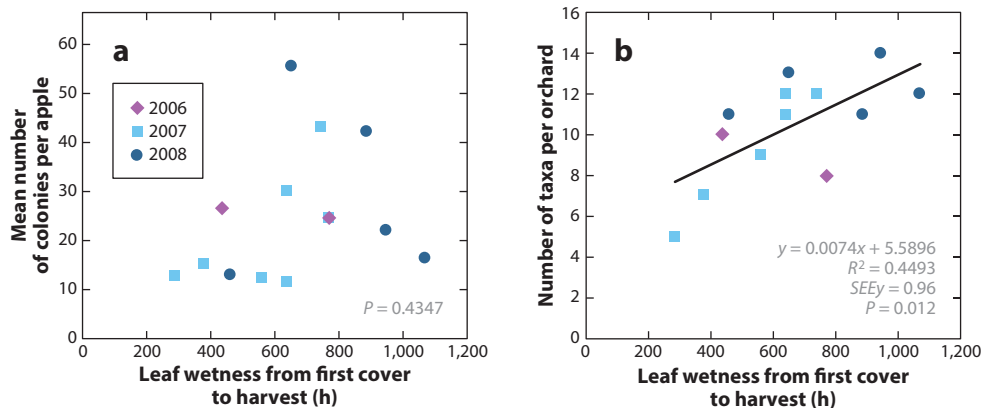 a
Mean number
of colonies per apple
60
50
40
30
20
10
0
2006
2007
2008
P = 0.4347
0
200
400
600
800
1,000
1,200
Leaf wetness from first cover
to harvest (h)
b
Number of taxa per orchard
16
14
12
10
8
6
4
2
0
y = 0.0074x + 5.5896
R² = 0.4493
SEEy = 0.96
P = 0.012
0
200
400
600
800
1,000
1,200
Leaf wetness from first cover
to harvest (h)